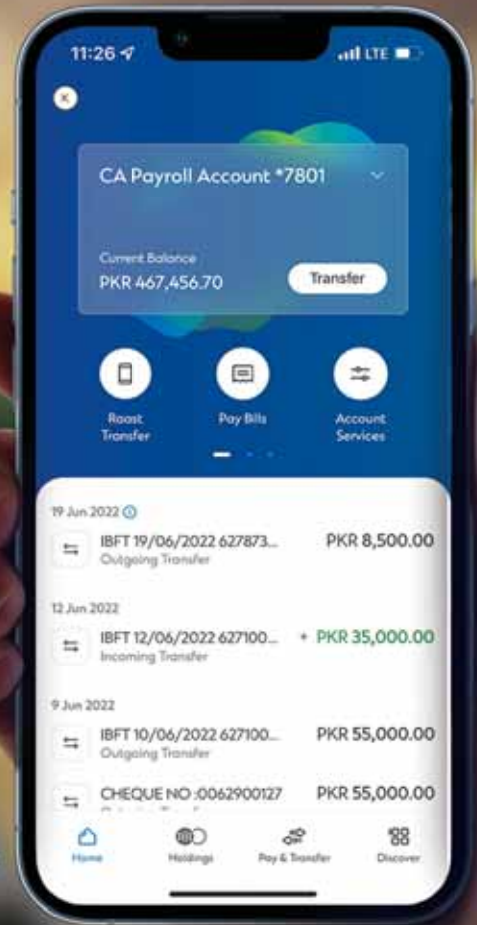 11:26
LTE
CA Payroll Account *7801
Current Balance
PKR 467,456.70
Transfer
Raast
Transfer
Pay Bills
Account
Services
19 Jun 2022
IBFT 19/06/2022 627873...
PKR 8,500.00
Outgoing Transfer
12 Jun 2022
IBFT 12/06/2022 627100...
+ PKR 35,000.00
Incoming Transfer
9 Jun 2022
IBFT 10/06/2022 627100...
PKR 55,000.00
Outgoing Transfer
CHEQUE NO :0062900127
PKR 55,000.00
Home
Holdings
Pay & Transfer
Discover